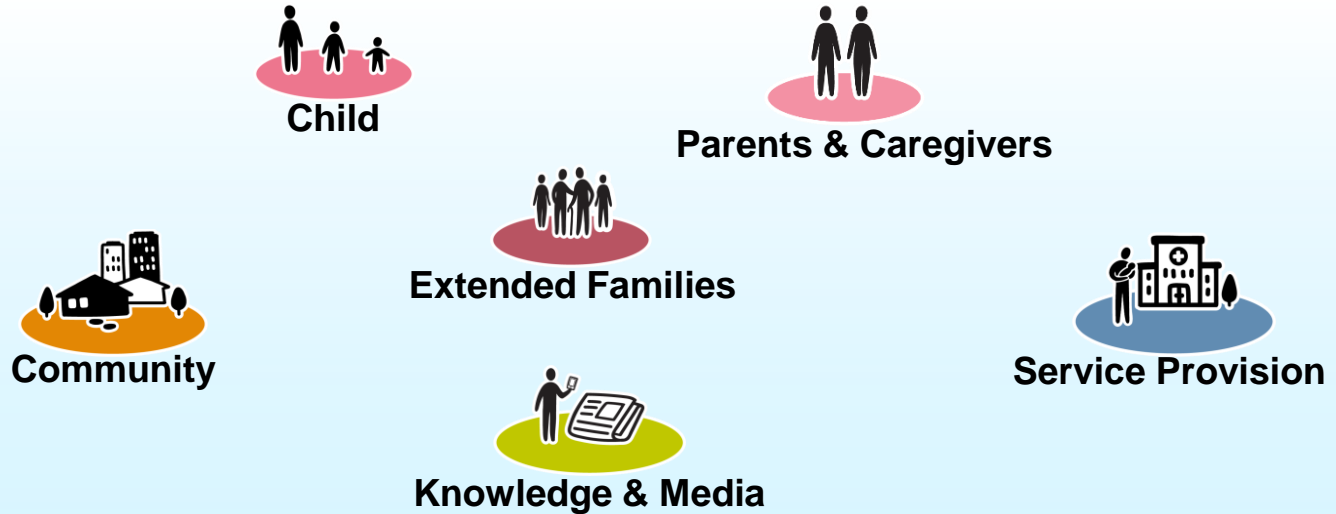 Child
Parents & Caregivers
Extended Families
Community
Service Provision
Knowledge & Media